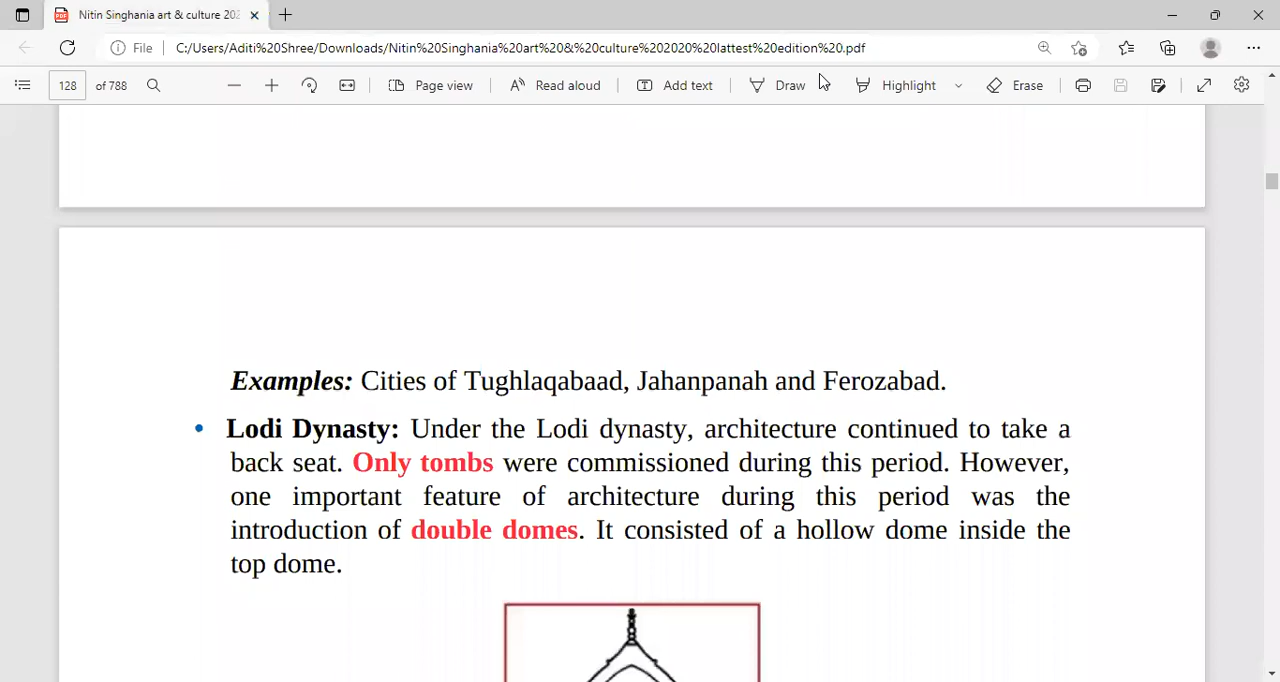 Nitin Singhania art & culture 202
File
C:/Users/Aditi%20Shree/Downloads/Nitin%20Singhania%20art%20&%20culture%202020%20lattest%20edition%20.pdf
128 of 788
Page view
Read aloud
Add text
Draw
Highlight
Erase
Examples: Cities of Tughlaqabaad, Jahanpanah and Ferozabad.
• Lodi Dynasty: Under the Lodi dynasty, architecture continued to take a
back seat. Only tombs were commissioned during this period. However,
one important feature of architecture during this period was the
introduction of double domes. It consisted of a hollow dome inside the
top dome.